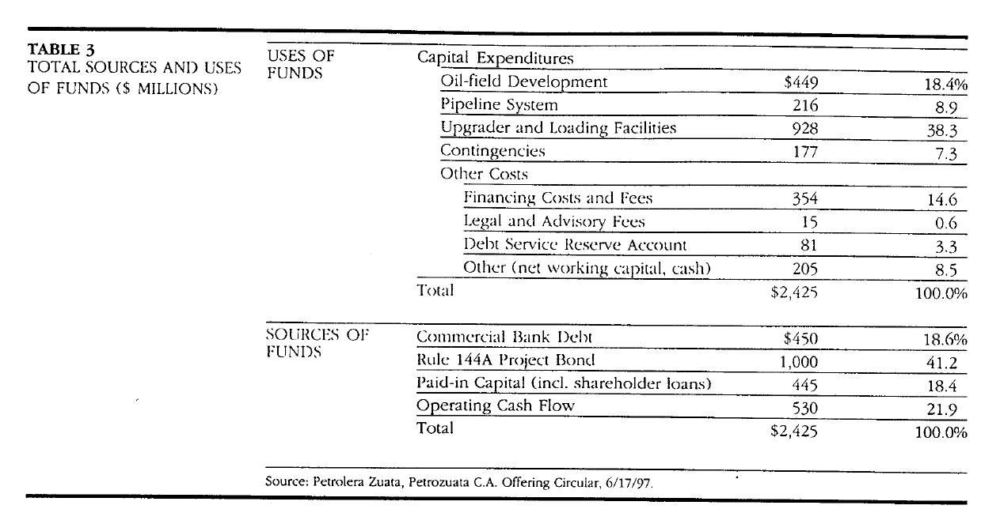 TABLE 3
TOTAL SOURCES AND USES
OF FUNDS ($ MILLIONS)
USES OF
FUNDS
Capital Expenditures
Oil-field Development $449 18.4%
Pipeline System 216 8.9
Upgrader and Loading Facilities 928 38.3
Contingencies 177 7.3
Other Costs
Financing Costs and Fees 354 14.6
Legal and Advisory Fees 15 0.6
Debt Service Reserve Account 81 3.3
Other (net working capital, cash) 205 8.5
Total $2,425 100.0%
SOURCES OF
FUNDS
Commercial Bank Debt $450 18.6%
Rule 144A Project Bond 1,000 41.2
Paid-in Capital (incl. shareholder loans) 445 18.4
Operating Cash Flow 530 21.9
Total $2,425 100.0%
Source: Petrolera Zuata, Petrozuata C.A. Offering Circular, 6/17/97.